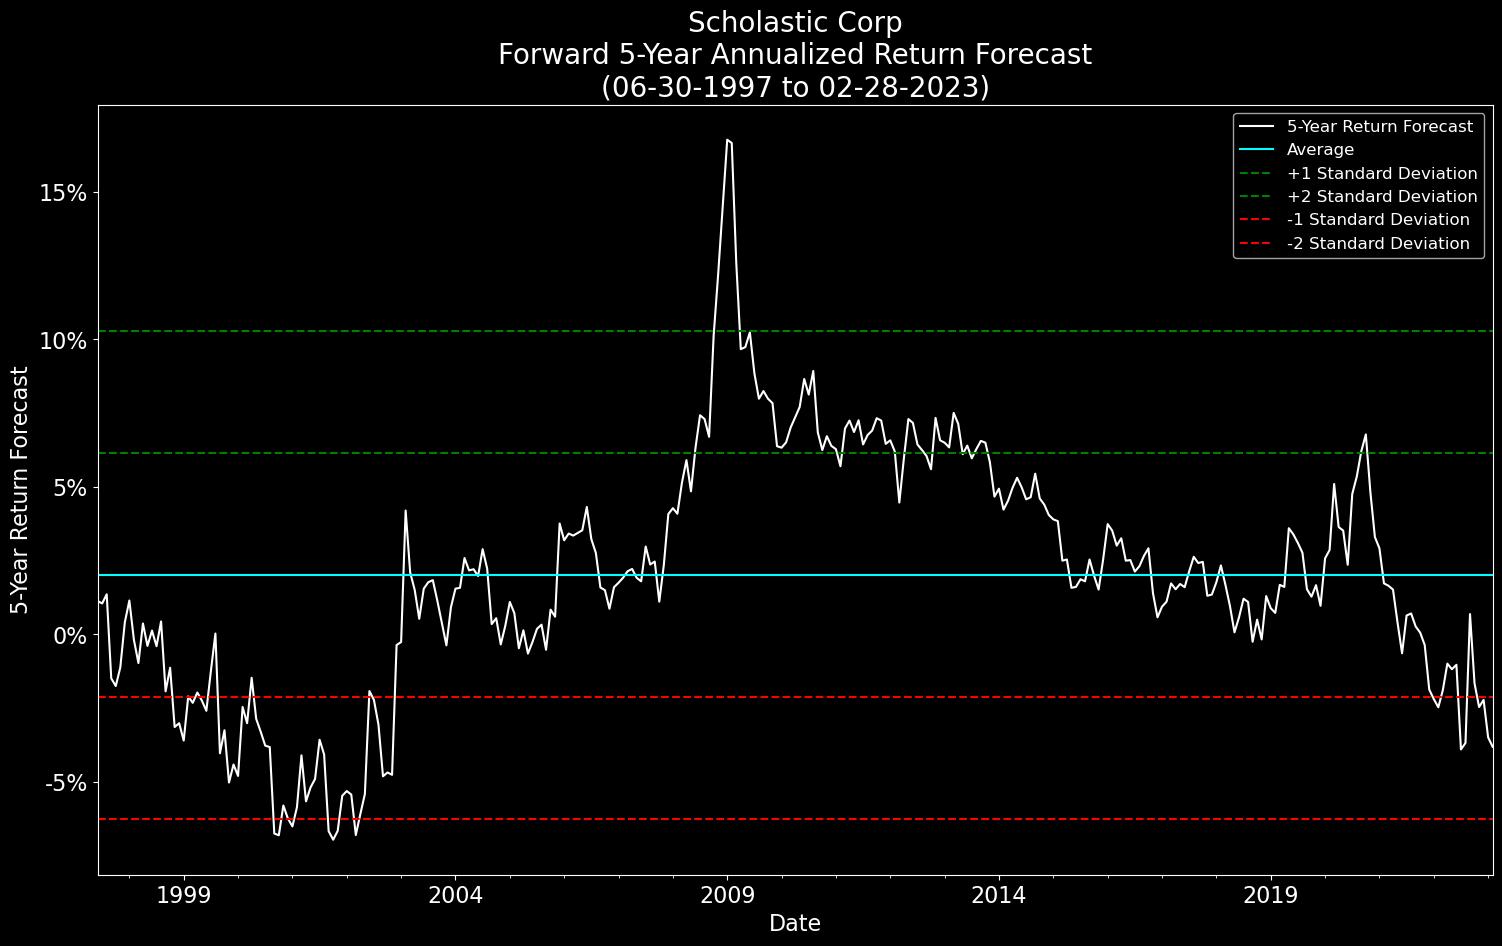 Scholastic Corp
Forward 5-Year Annualized Return Forecast
(06-30-1997 to 02-28-2023)
5-Year Return Forecast
Average
+1 Standard Deviation
+2 Standard Deviation
-1 Standard Deviation
-2 Standard Deviation
5-Year Return Forecast
15%
10%
5%
0%
-5%
1999
2004
2009
2014
2019
Date